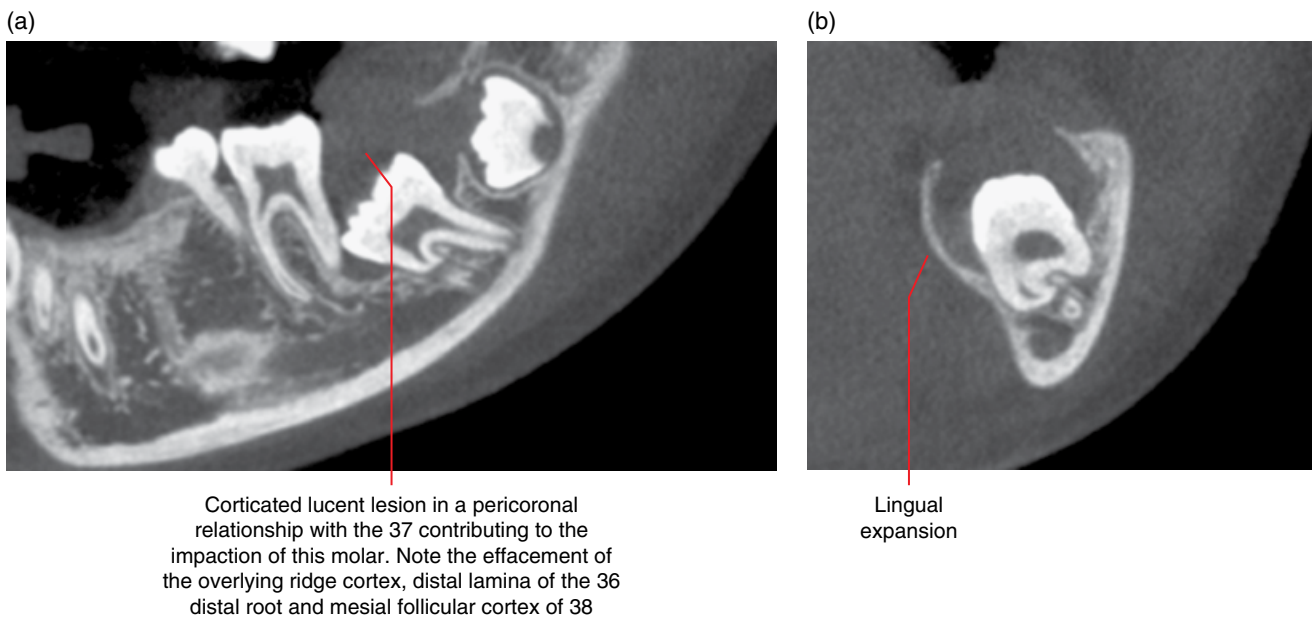 (a)
(b)
Corticated lucent lesion in a pericoronal
relationship with the 37 contributing to the
impaction of this molar. Note the effacement of
the overlying ridge cortex, distal lamina of the 36
distal root and mesial follicular cortex of 38
Lingual
expansion